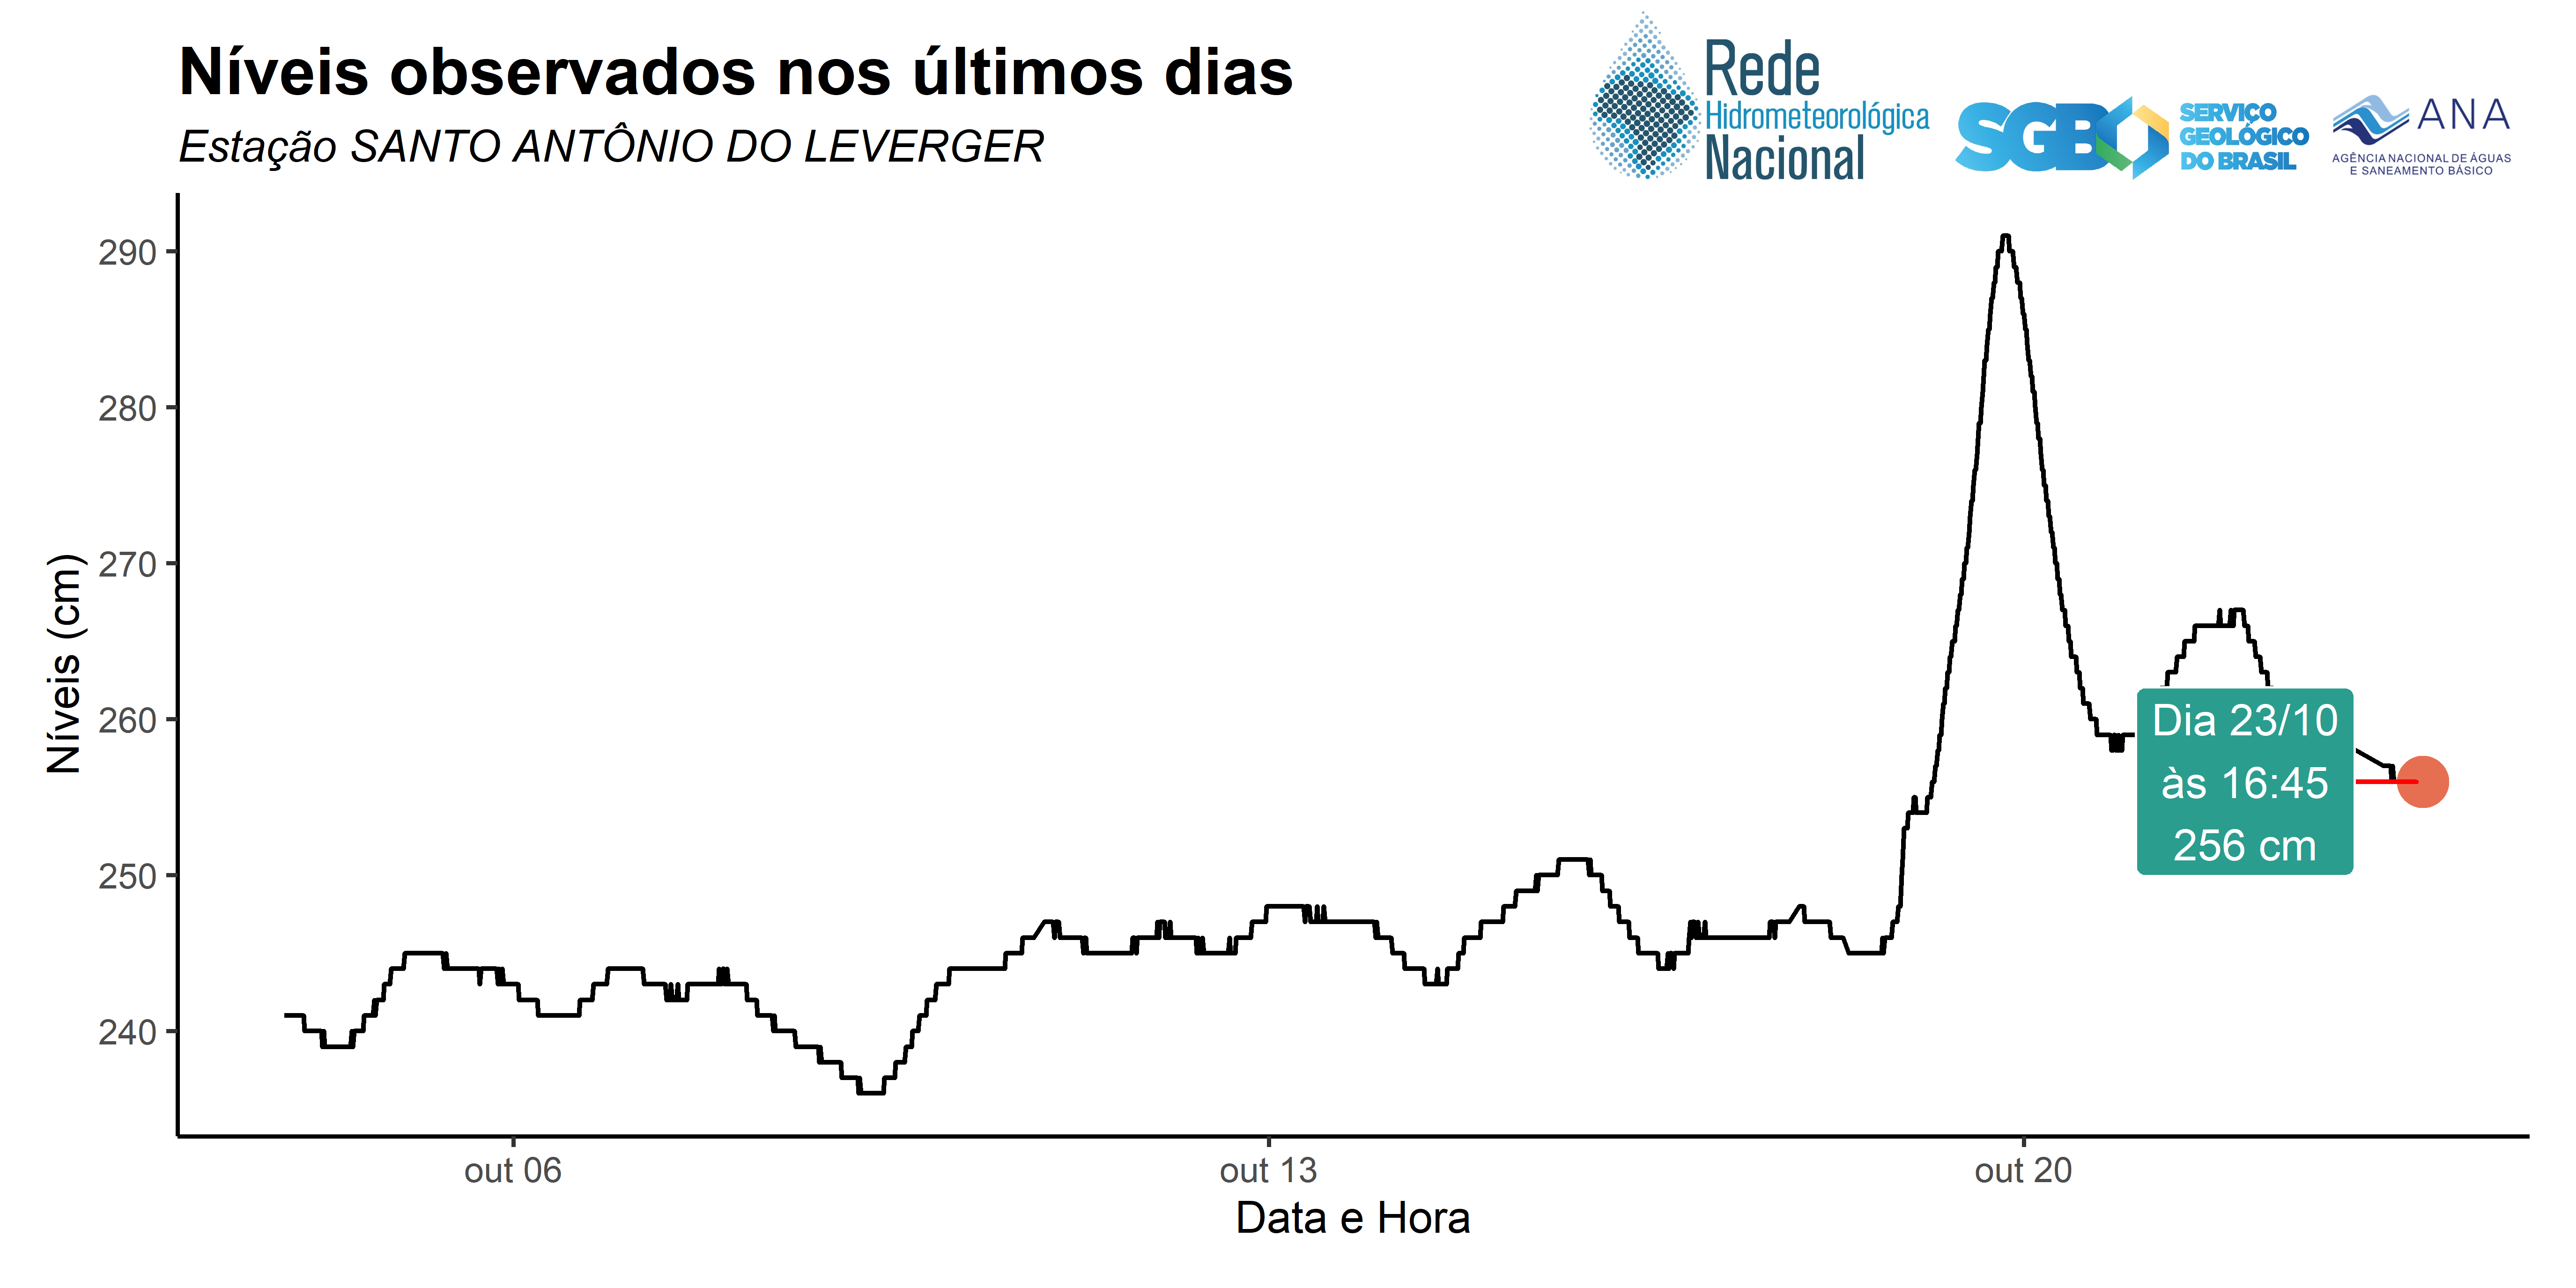 Níveis observados nos últimos dias
Estação SANTO ANTÔNIO DO LEVERGER
Rede
Hidrometeorológica
Nacional
SGB
SERVIÇO
GEOLÓGICO
DO BRASIL
ANA
AGÊNCIA NACIONAL DE ÁGUAS
E SANEAMENTO BÁSICO
Níveis (cm)
290
280
270
260
250
240
Dia 23/10
às 16:45
256 cm
out 06
out 13
out 20
Data e Hora